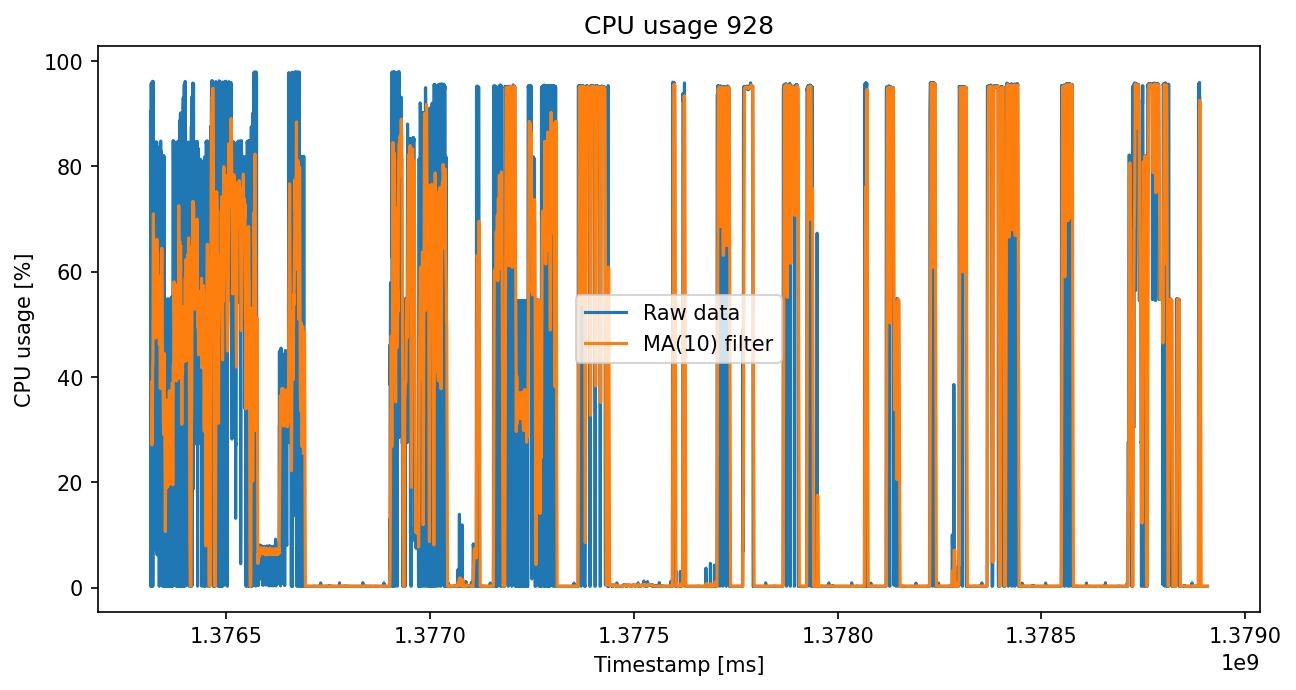 CPU usage 928
CPU usage [%]
100
80
60
40
20
0
Raw data
MA(10) filter
1.3765 1.3770 1.3775 1.3780 1.3785 1.3790
1e9
Timestamp [ms]